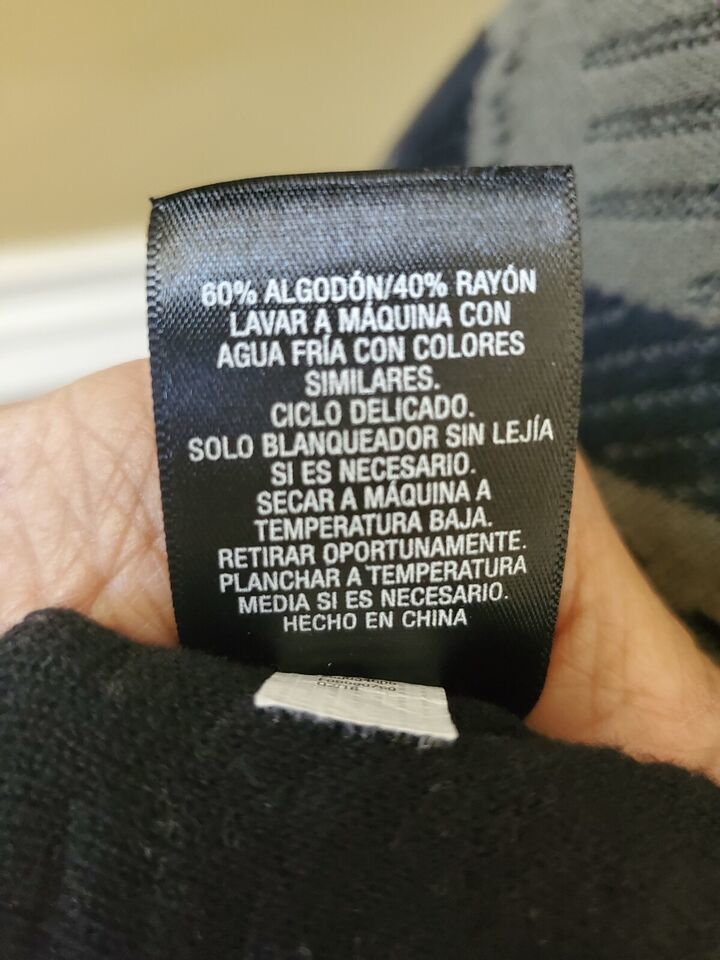 60% ALGODÓN/40% RAYÓN
LAVAR A MÁQUINA CON
AGUA FRÍA CON COLORES
SIMILARES.
CICLO DELICADO.
SOLO BLANQUEADOR SIN LEJÍA
SI ES NECESARIO.
SECAR A MÁQUINA A
TEMPERATURA BAJA.
RETIRAR OPORTUNAMENTE.
PLANCHAR A TEMPERATURA
MEDIA SI ES NECESARIO.
HECHO EN CHINA